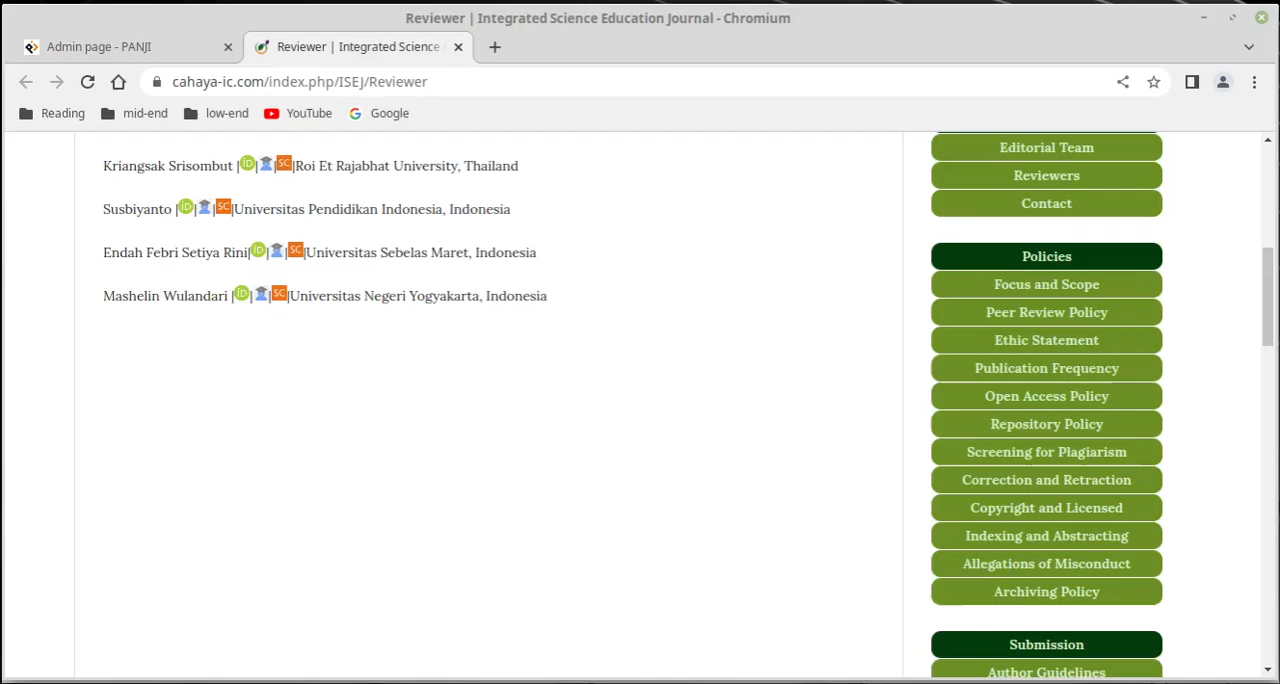 Reviewer | Integrated Science Education Journal - Chromium
Admin page - PANJI
Reviewer | Integrated Science
cahaya-ic.com/index.php/ISEJ/Reviewer
Reading mid-end low-end YouTube Google
Kriangsak Srisombut |iD||SC|Roi Et Rajabhat University, Thailand
Susbiyanto |iD||SC|Universitas Pendidikan Indonesia, Indonesia
Endah Febri Setiya Rini|iD||SC|Universitas Sebelas Maret, Indonesia
Mashelin Wulandari |iD||SC|Universitas Negeri Yogyakarta, Indonesia
Editorial Team
Reviewers
Contact
Policies
Focus and Scope
Peer Review Policy
Ethic Statement
Publication Frequency
Open Access Policy
Repository Policy
Screening for Plagiarism
Correction and Retraction
Copyright and Licensed
Indexing and Abstracting
Allegations of Misconduct
Archiving Policy
Submission
Author Guidelines